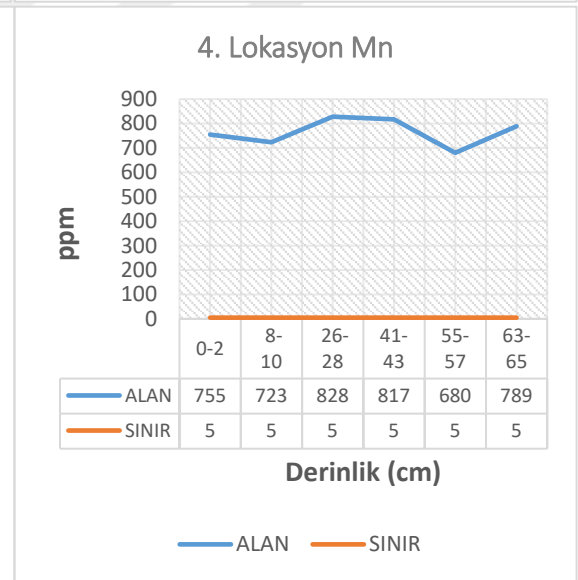 4. Lokasyon Mn
900
800
700
600
500
400
300
200
100
0
ppm
0-2 8-10 26-28 41-43 55-57 63-65
ALAN 755 723 828 817 680 789
SINIR 5 5 5 5 5 5
Derinlik (cm)
ALAN SINIR